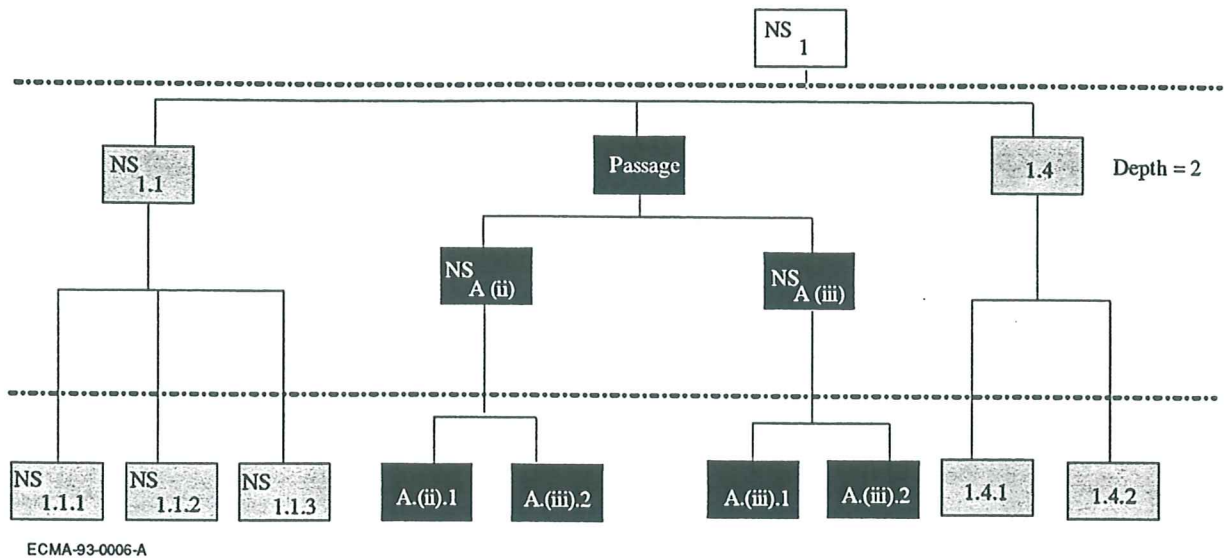 NS 1
NS 1.1
Passage
1.4
Depth = 2
NS A (ii)
NS A (iii)
NS 1.1.1
NS 1.1.2
NS 1.1.3
A.(ii).1
A.(iii).2
A.(iii).1
A.(iii).2
1.4.1
1.4.2
ECMA-93-0006-A